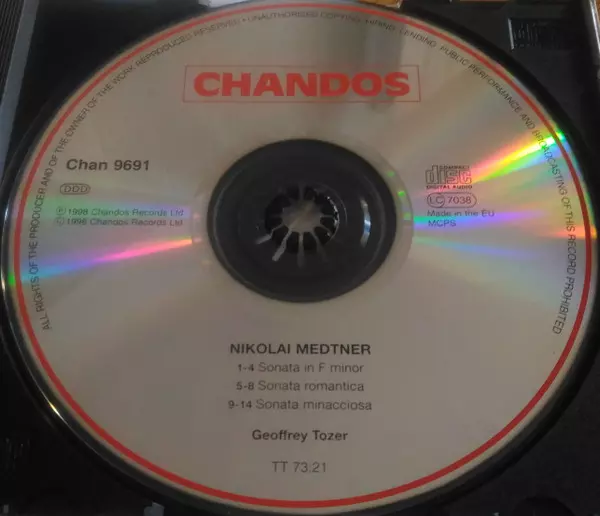 ALL RIGHTS OF THE PRODUCER AND OF THE OWNER OF THE WORK REPRODUCED RESERVED • UNAUTHORISED COPYING, HIRING, LENDING, PUBLIC PERFORMANCE AND BROADCASTING OF THIS RECORD PROHIBITED
CHANDOS
Chan 9691
DDD
℗ 1998 Chandos Records Ltd
© 1998 Chandos Records Ltd
COMPACT
disc
DIGITAL AUDIO
LC 7038
Made in the EU
MCPS
NIKOLAI MEDTNER
1-4 Sonata in F minor
5-8 Sonata romantica
9-14 Sonata minacciosa
Geoffrey Tozer
TT 73.21